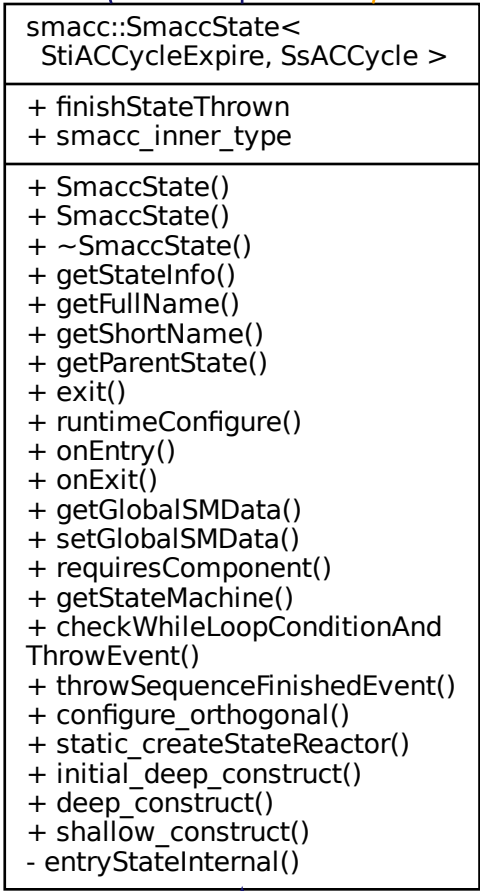 smacc::SmaccState<
StiACCycleExpire, SsACCycle >
+ finishStateThrown
+ smacc_inner_type
+ SmaccState()
+ SmaccState()
+ ~SmaccState()
+ getStateInfo()
+ getFullName()
+ getShortName()
+ getParentState()
+ exit()
+ runtimeConfigure()
+ onEntry()
+ onExit()
+ getGlobalSMData()
+ setGlobalSMData()
+ requiresComponent()
+ getStateMachine()
+ checkWhileLoopConditionAnd
ThrowEvent()
+ throwSequenceFinishedEvent()
+ configure_orthogonal()
+ static_createStateReactor()
+ initial_deep_construct()
+ deep_construct()
+ shallow_construct()
- entryStateInternal()